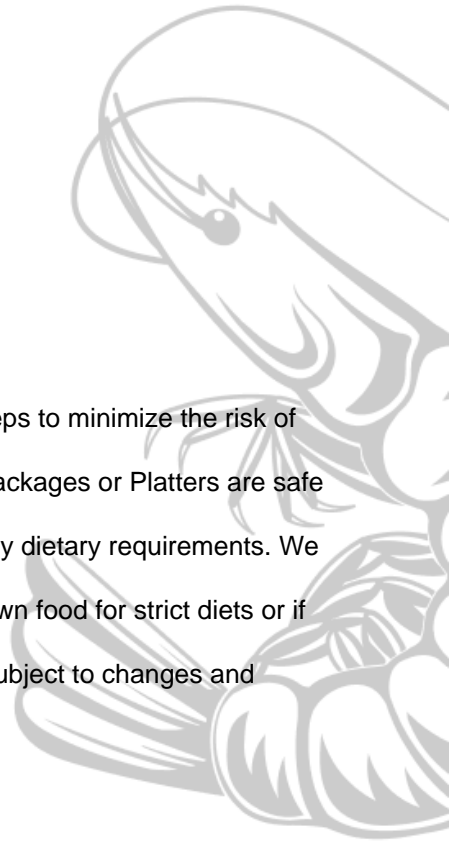 eps to minimize the risk of
ackages or Platters are safe
y dietary requirements. We
wn food for strict diets or if
ubject to changes and